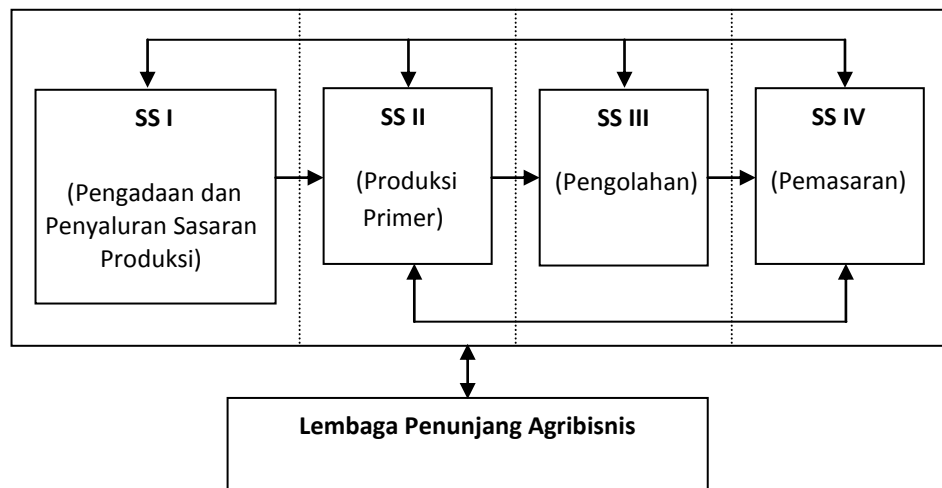 SS I
(Pengadaan dan
Penyaluran Sasaran
Produksi)
SS II
(Produksi
Primer)
SS III
(Pengolahan)
SS IV
(Pemasaran)
Lembaga Penunjang Agribisnis